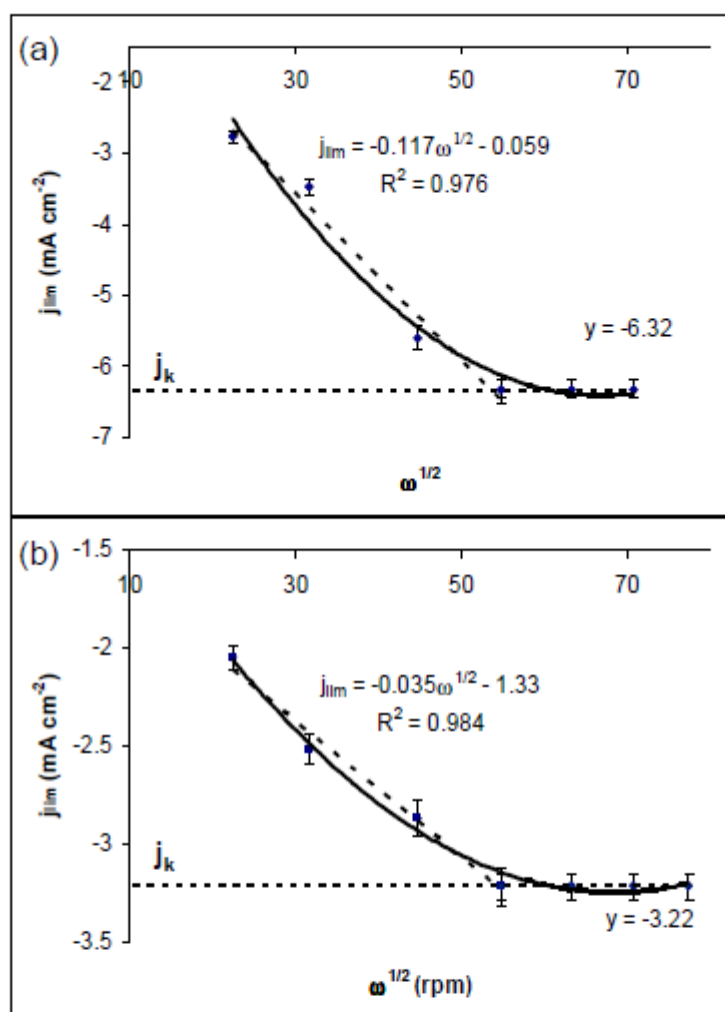 (a)
10 30 50 70
-2
-3
-4
-5
-6
-7
jlim (mA cm-2)
jlim = -0.117ω1/2 - 0.059
R2 = 0.976
y = -6.32
jk
ω1/2
(b)
-1.5
10 30 50 70
-2
-2.5
-3
-3.5
jlim (mA cm-2)
jlim = -0.035ω1/2 - 1.33
R2 = 0.984
jk
y = -3.22
ω1/2 (rpm)